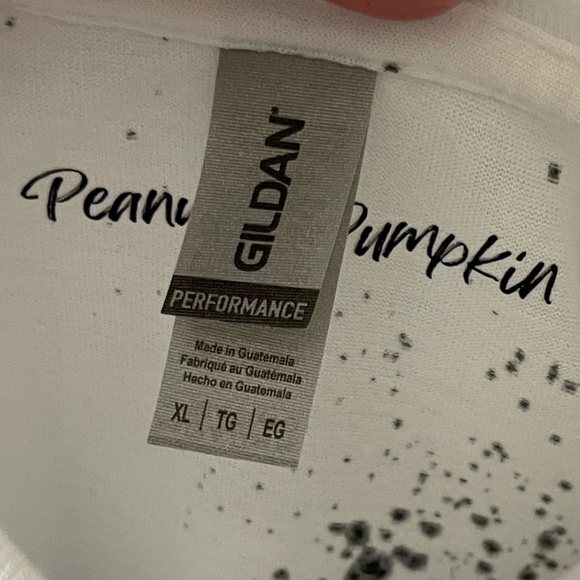 GILDAN
PERFORMANCE
Made in Guatemala
Fabriqué au Guatémala
Hecho en Guatemala
XL | TG | EG
Pumpkin